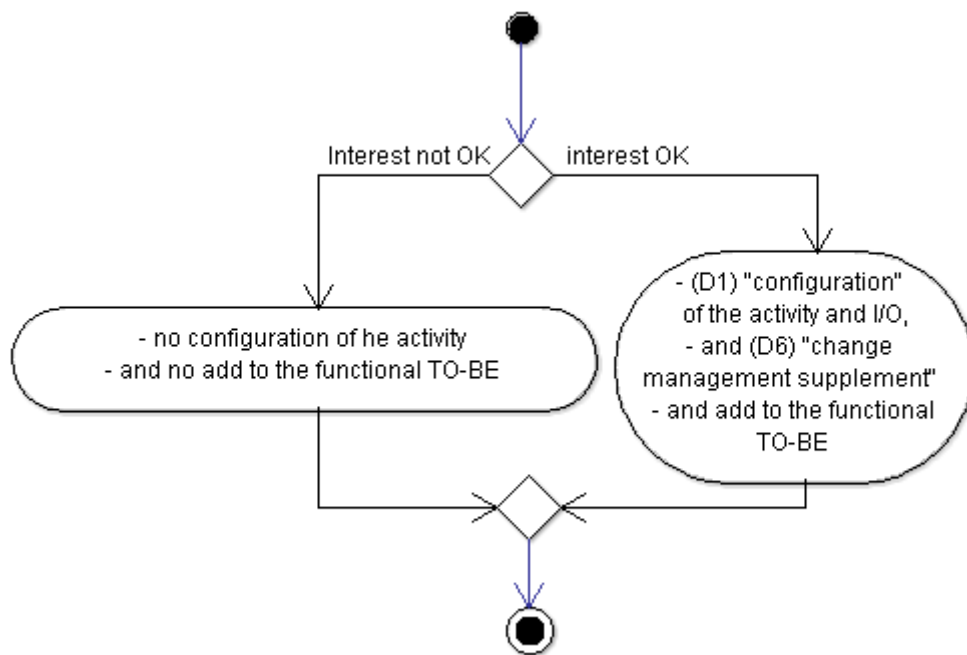 Interest not OK
interest OK
- no configuration of he activity
- and no add to the functional TO-BE
- (D1) "configuration"
of the activity and I/O,
- and (D6) "change
management supplement"
- and add to the functional
TO-BE